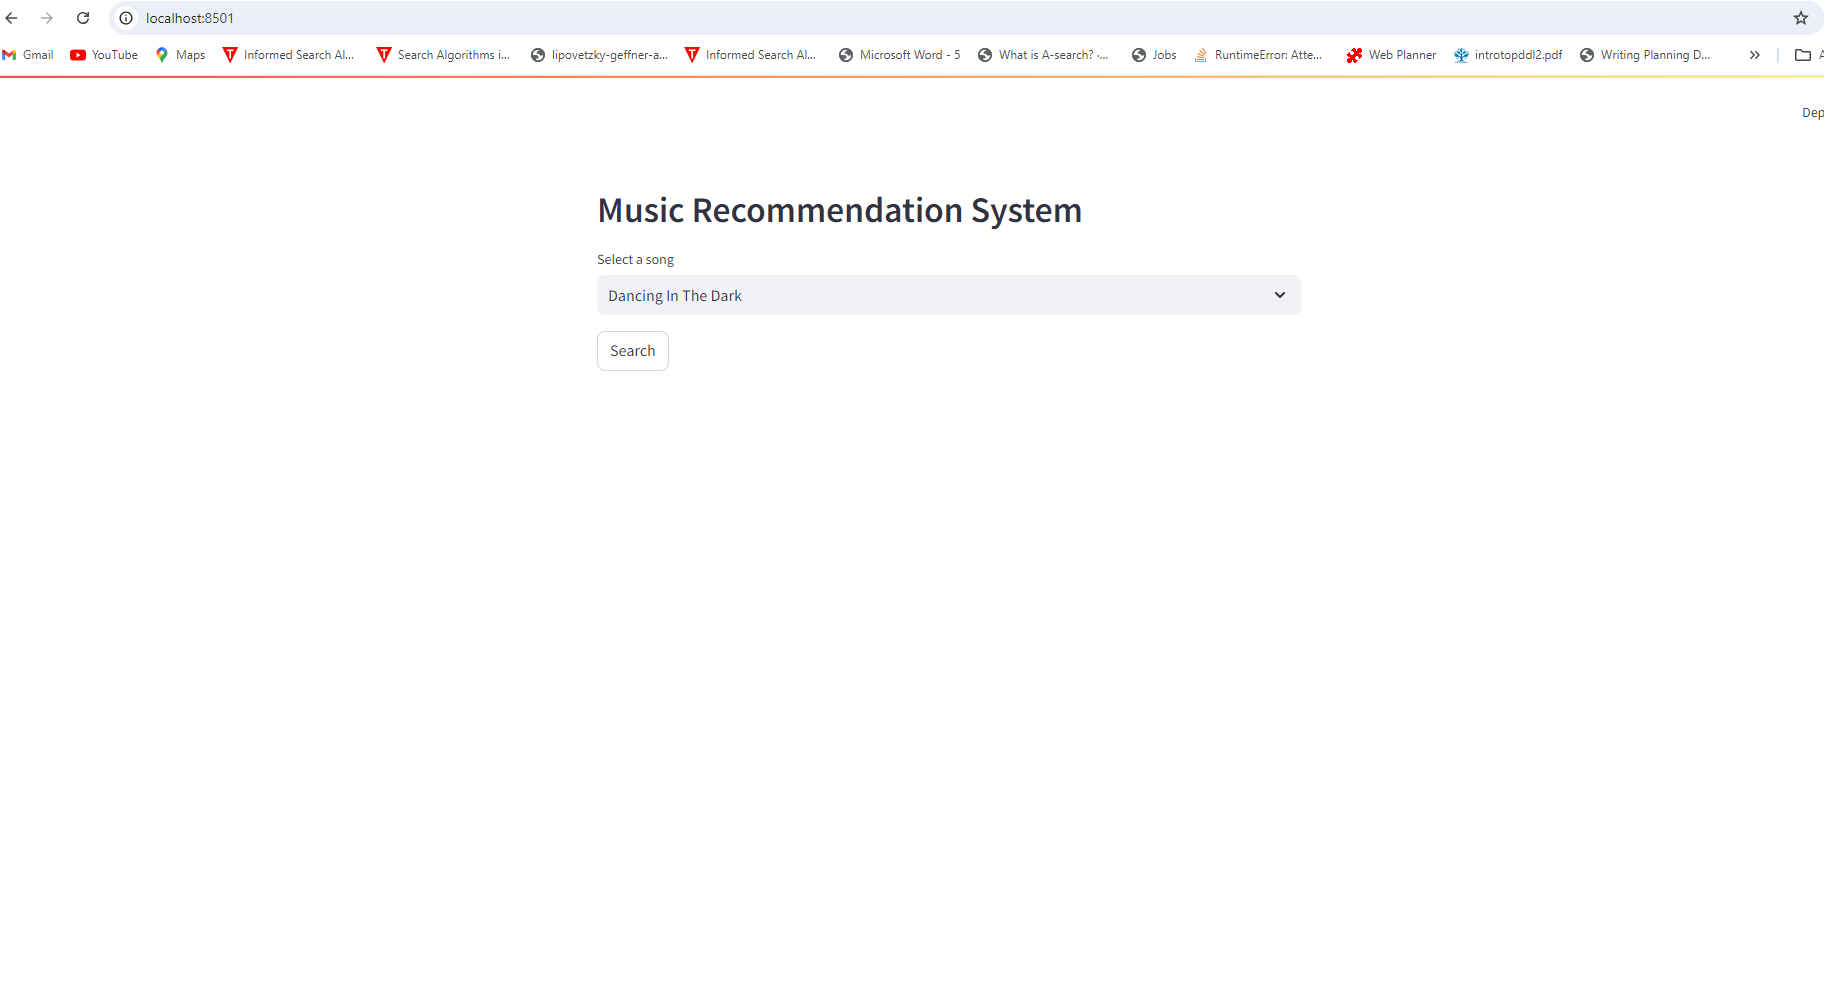 localhost:8501
Gmail YouTube Maps Informed Search Al... Search Algorithms i... lipovetzky-geffner-a... Informed Search Al... Microsoft Word - 5 What is A-search? ·... Jobs RuntimeError: Atte... Web Planner introtopddl2.pdf Writing Planning D... » A
Dep
Music Recommendation System
Select a song
Dancing In The Dark
Search